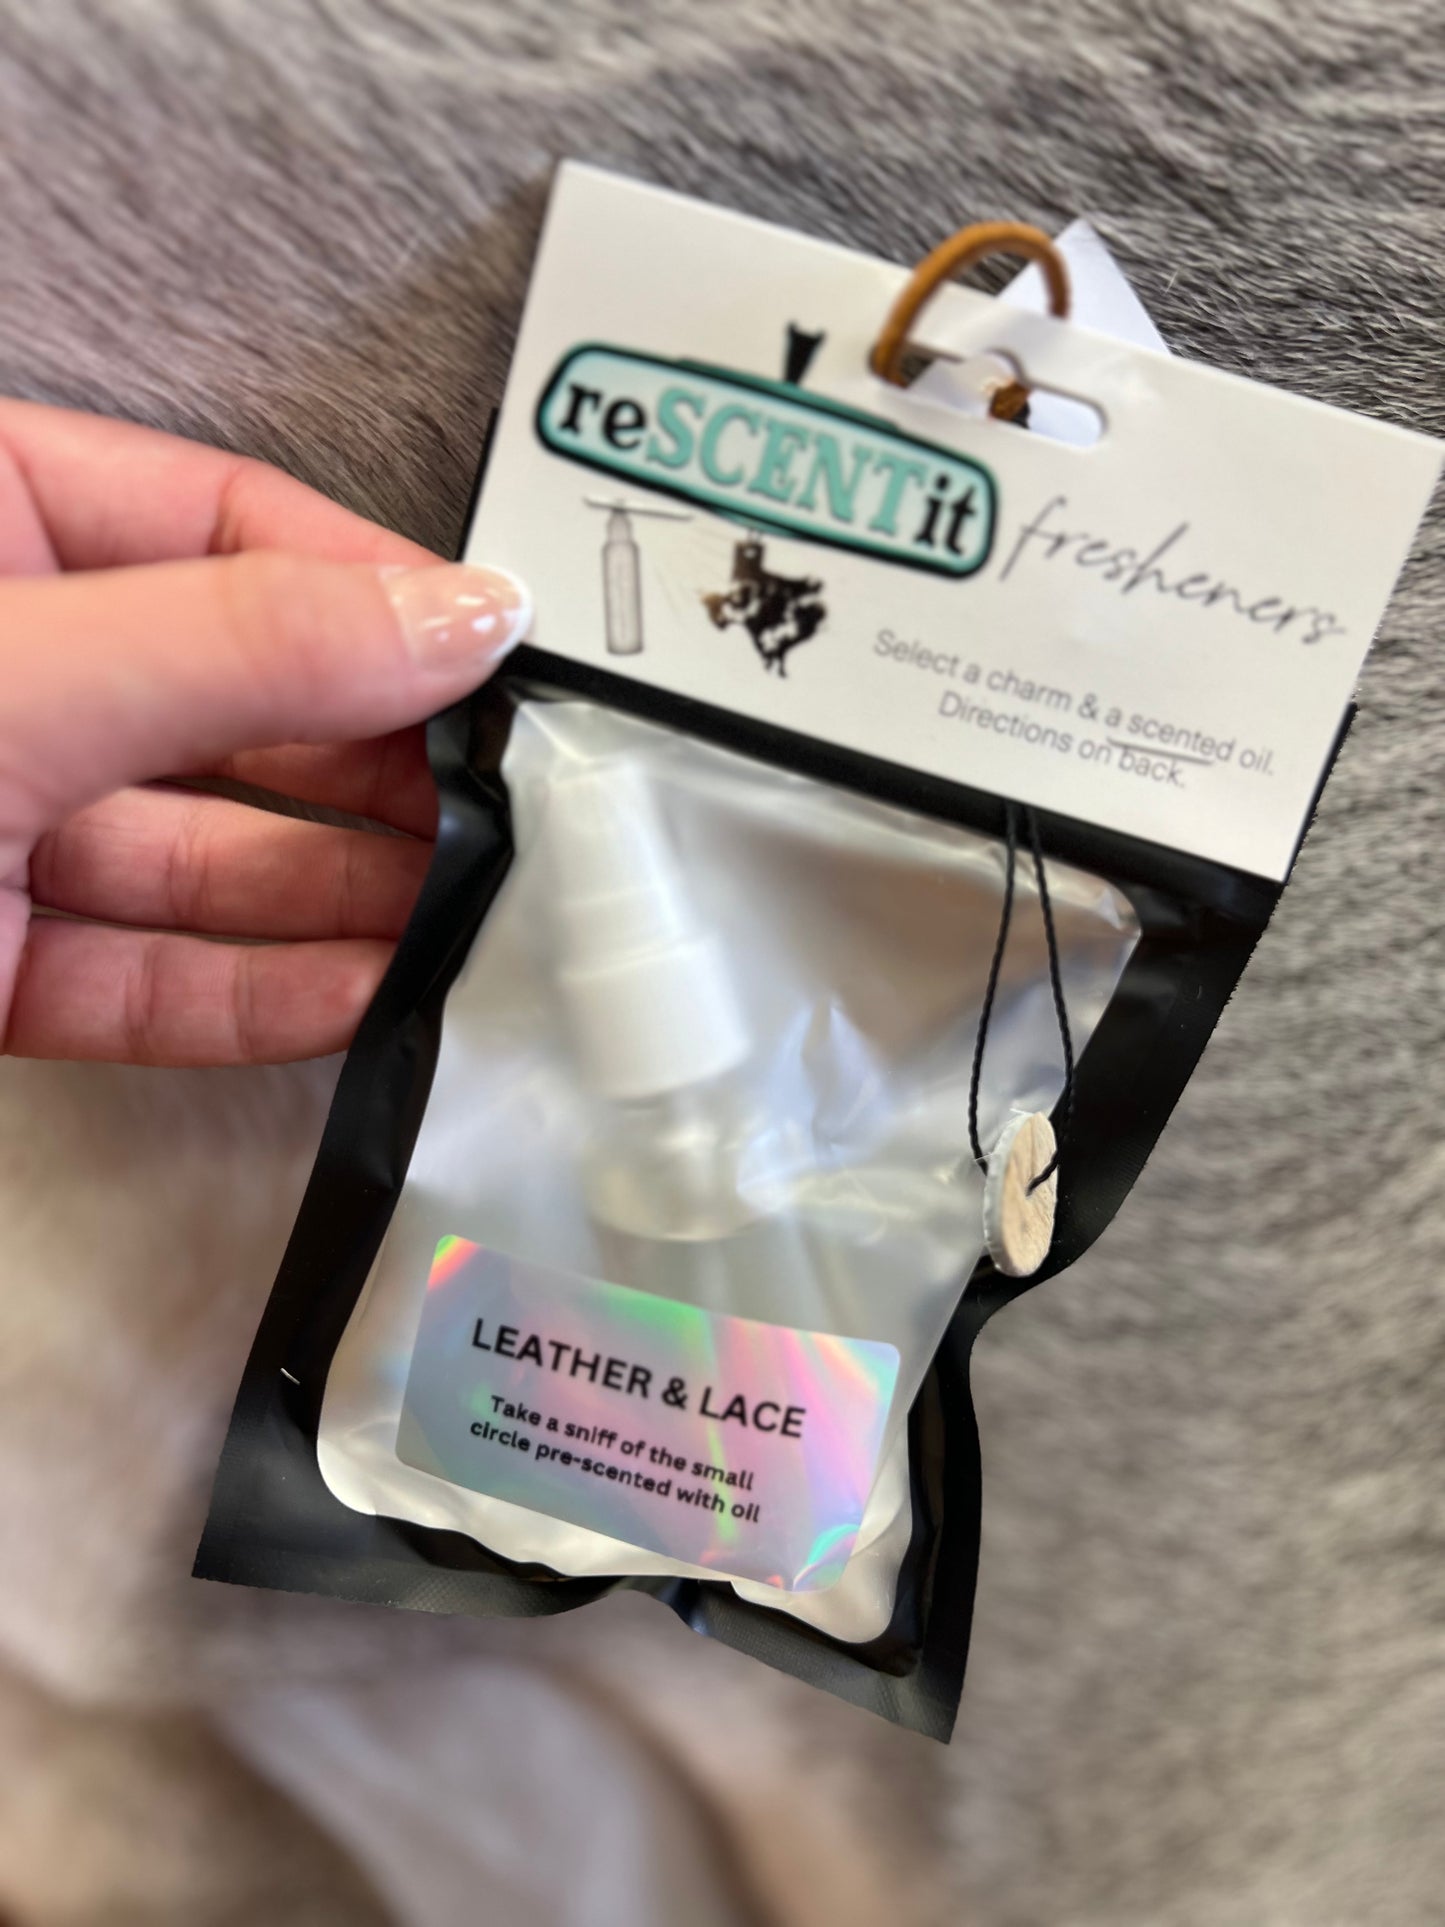 reSCENTit
fresheners
Select a charm & a scented oil.
Directions on back.
LEATHER & LACE
Take a sniff of the small
circle pre-scented with oil